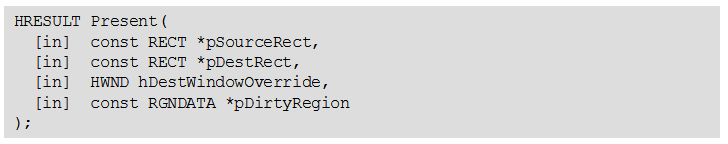 HRESULT Present(
  [in]  const RECT *pSourceRect,
  [in]  const RECT *pDestRect,
  [in]  HWND hDestWindowOverride,
  [in]  const RGNDATA *pDirtyRegion
);